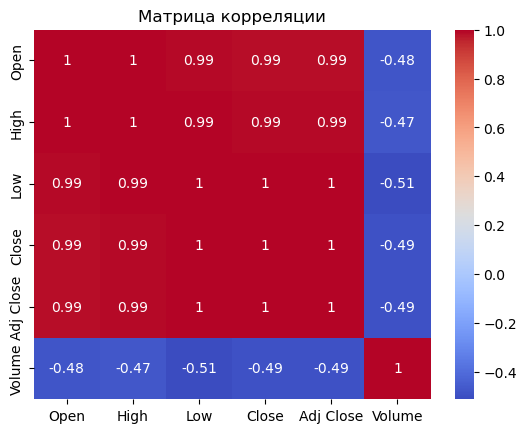 Матрица корреляции
Open 1 1 0.99 0.99 0.99 -0.48
High 1 1 0.99 0.99 0.99 -0.47
Low 0.99 0.99 1 1 1 -0.51
Close 0.99 0.99 1 1 1 -0.49
Adj Close 0.99 0.99 1 1 1 -0.49
Volume -0.48 -0.47 -0.51 -0.49 -0.49 1
Open High Low Close Adj Close Volume
1.0
0.8
0.6
0.4
0.2
0.0
−0.2
−0.4